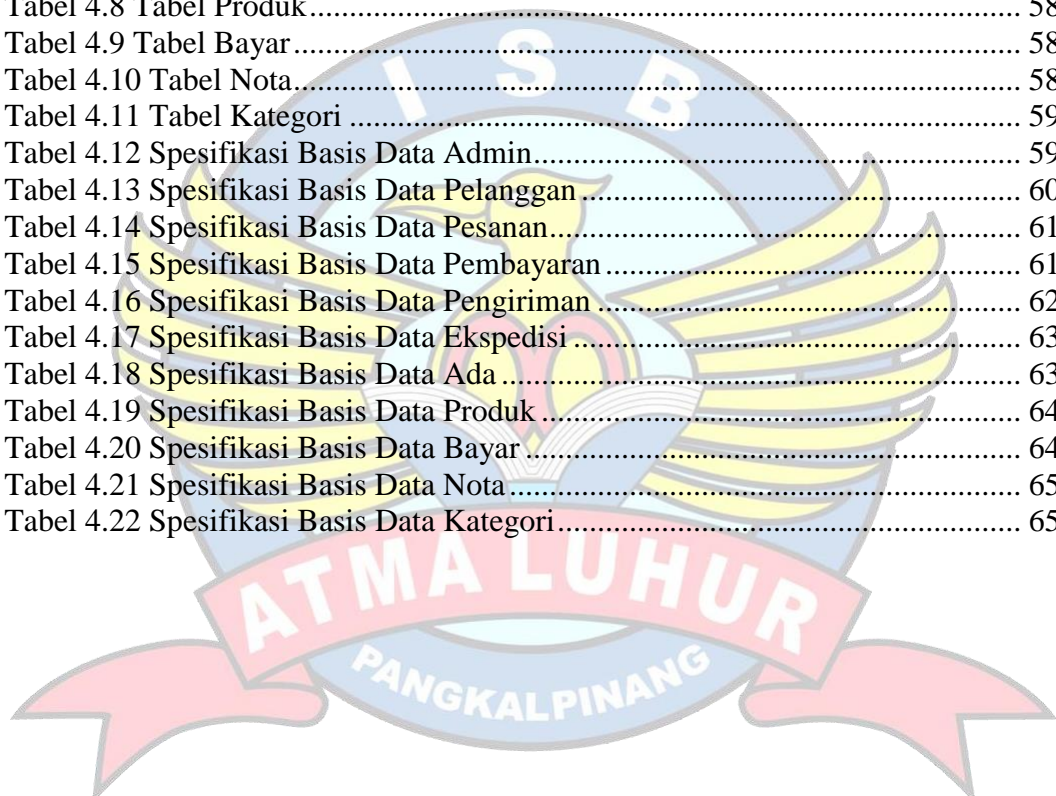 Tabel 4.8 Tabel Produk........................................................................................ 58
Tabel 4.9 Tabel Bayar.......................................................................................... 58
Tabel 4.10 Tabel Nota.......................................................................................... 58
Tabel 4.11 Tabel Kategori ................................................................................... 59
Tabel 4.12 Spesifikasi Basis Data Admin............................................................ 59
Tabel 4.13 Spesifikasi Basis Data Pelanggan ...................................................... 60
Tabel 4.14 Spesifikasi Basis Data Pesanan.......................................................... 61
Tabel 4.15 Spesifikasi Basis Data Pembayaran ................................................... 61
Tabel 4.16 Spesifikasi Basis Data Pengiriman .................................................... 62
Tabel 4.17 Spesifikasi Basis Data Ekspedisi ....................................................... 63
Tabel 4.18 Spesifikasi Basis Data Ada ................................................................ 63
Tabel 4.19 Spesifikasi Basis Data Produk ........................................................... 64
Tabel 4.20 Spesifikasi Basis Data Bayar ............................................................. 64
Tabel 4.21 Spesifikasi Basis Data Nota ............................................................... 65
Tabel 4.22 Spesifikasi Basis Data Kategori......................................................... 65
ISB
ATMA LUHUR
PANGKALPINANG